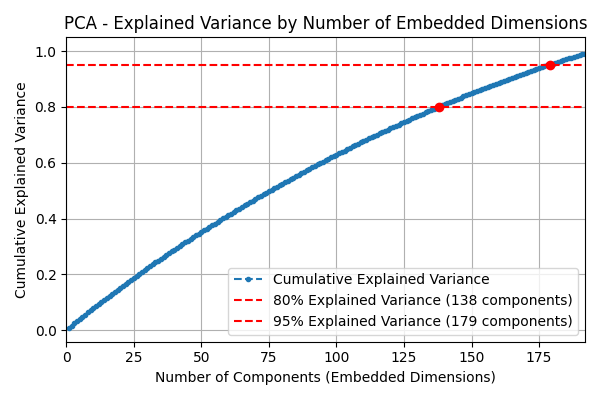 PCA - Explained Variance by Number of Embedded Dimensions
Cumulative Explained Variance
1.0
0.8
0.6
0.4
0.2
0.0
Cumulative Explained Variance
80% Explained Variance (138 components)
95% Explained Variance (179 components)
0 25 50 75 100 125 150 175
Number of Components (Embedded Dimensions)